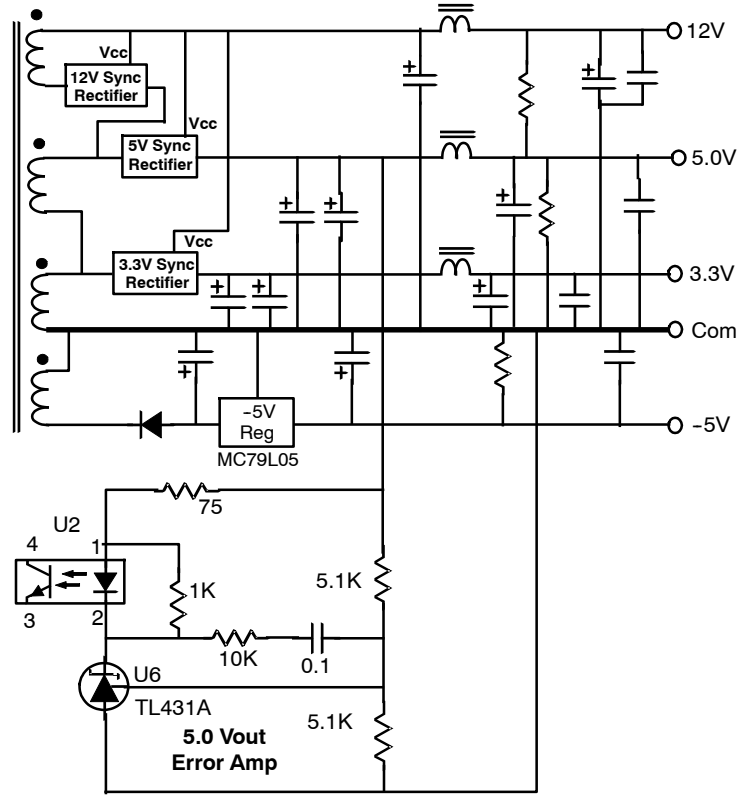 12V
Vcc
12V Sync
Rectifier
Vcc
5V Sync
Rectifier
5.0V
Vcc
3.3V Sync
Rectifier
3.3V
Com
−5V
Reg
MC79L05
−5V
75
U2
4
1
1K
5.1K
3
2
10K
0.1
U6
TL431A
5.1K
5.0 Vout
Error Amp